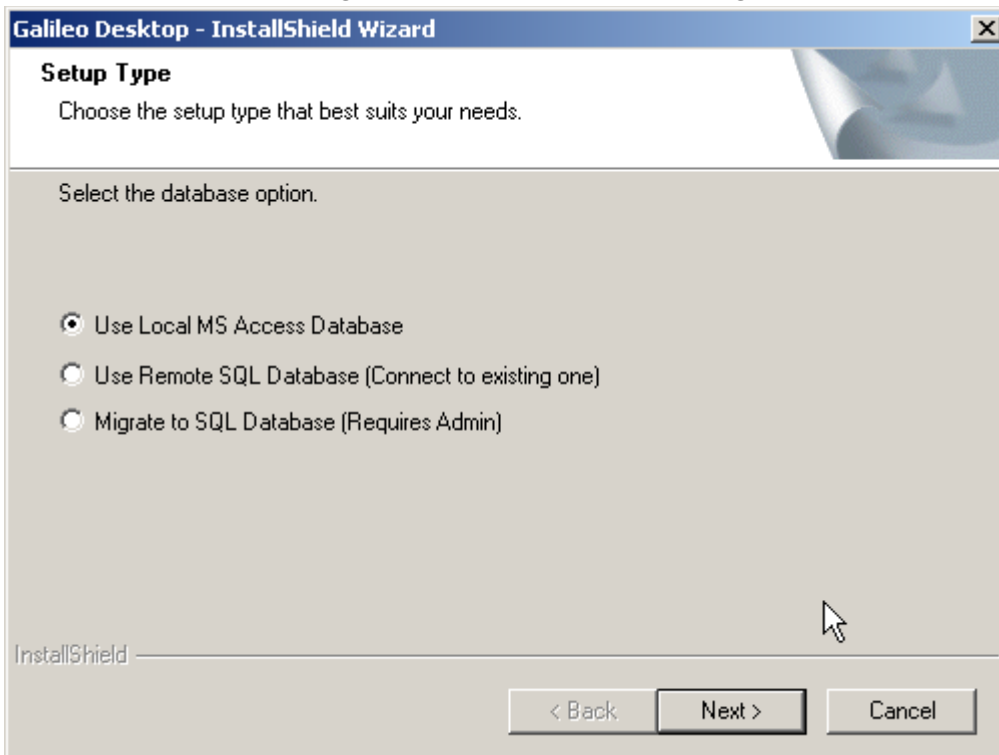 Galileo Desktop - InstallShield Wizard
Setup Type
Choose the setup type that best suits your needs.
Select the database option.
Use Local MS Access Database
Use Remote SQL Database (Connect to existing one)
Migrate to SQL Database (Requires Admin)
InstallShield
< Back Next > Cancel